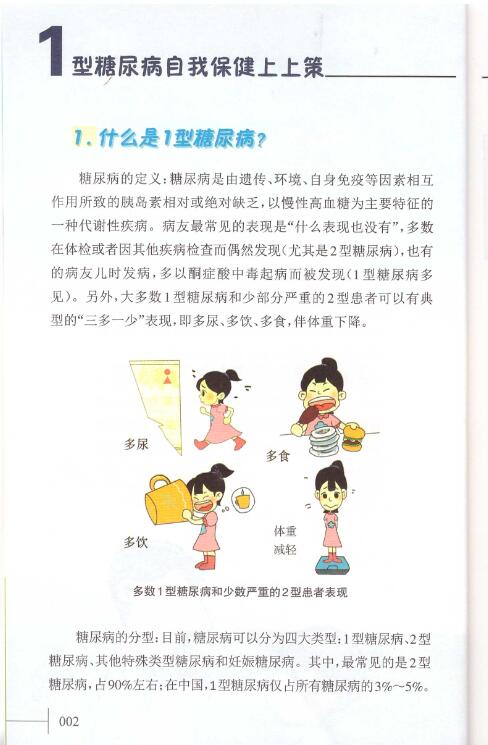 1型糖尿病自我保健上上策
1. 什么是1型糖尿病？
糖尿病的定义：糖尿病是由遗传、环境、自身免疫等因素相互
作用所致的胰岛素相对或绝对缺乏，以慢性高血糖为主要特征的
一种代谢性疾病。病友最常见的表现是“什么表现也没有”，多数
在体检或者因其他疾病检查而偶然发现（尤其是2型糖尿病），也有
的病友儿时发病，多以酮症酸中毒起病而被发现（1型糖尿病多
见）。另外，大多数1型糖尿病和少部分严重的2型患者可以有典
型的“三多一少”表现，即多尿、多饮、多食，伴体重下降。
多尿
多食
多饮
体重
减轻
多数1型糖尿病和少数严重的2型患者表现
糖尿病的分型：目前，糖尿病可以分为四大类型：1型糖尿病、2型
糖尿病、其他特殊类型糖尿病和妊娠糖尿病。其中，最常见的是2型
糖尿病，占90%左右；在中国，1型糖尿病仅占所有糖尿病的3%～5%。
002